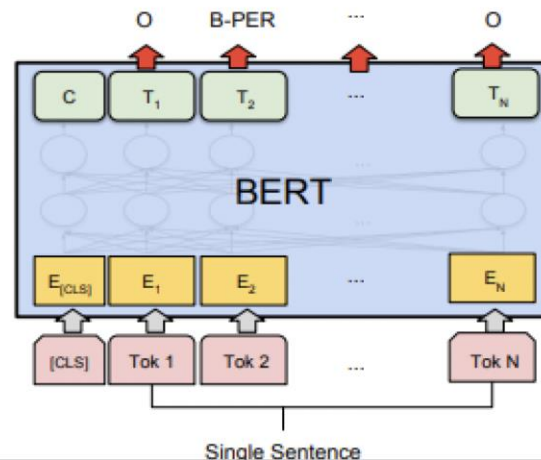 O B-PER ... O
C T1 T2 ... TN
...
BERT
...
E[CLS] E1 E2 ... EN
[CLS] Tok 1 Tok 2 ... Tok N
Single Sentence